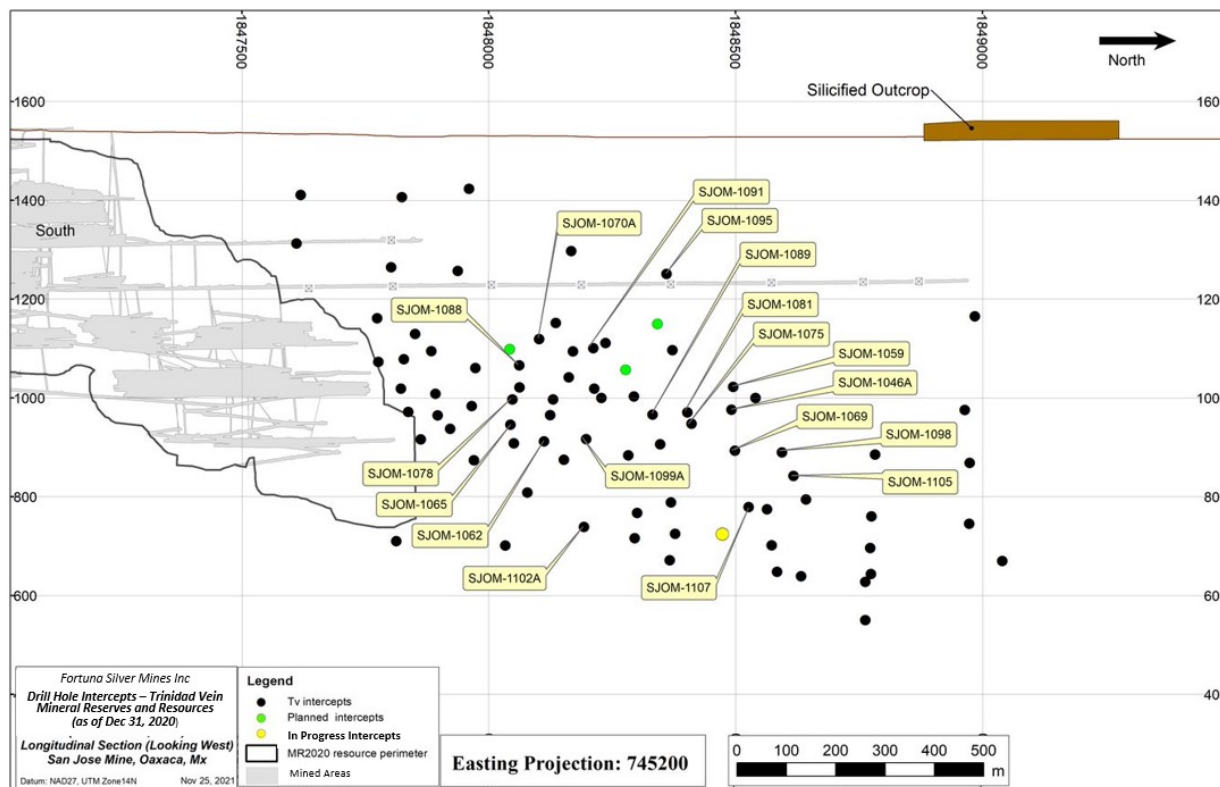 1847500
1848000
1848500
1849000
North
Silicified Outcrop
1600
160
1400
140
1200
120
1000
100
800
80
600
60
400
40
South
SJOM-1091
SJOM-1070A
SJOM-1095
SJOM-1089
SJOM-1088
SJOM-1081
SJOM-1075
SJOM-1059
SJOM-1046A
SJOM-1069
SJOM-1098
SJOM-1078
SJOM-1099A
SJOM-1105
SJOM-1065
SJOM-1062
SJOM-1102A
SJOM-1107
Fortuna Silver Mines Inc
Drill Hole Intercepts – Trinidad Vein
Mineral Reserves and Resources
(as of Dec 31, 2020)
Longitudinal Section (Looking West)
San Jose Mine, Oaxaca, Mx
Datum: NAD27, UTM Zone14N Nov 25, 2021
Legend
Tv intercepts
Planned intercepts
In Progress Intercepts
MR2020 resource perimeter
Mined Areas
Easting Projection: 745200
0 100 200 300 400 500
m